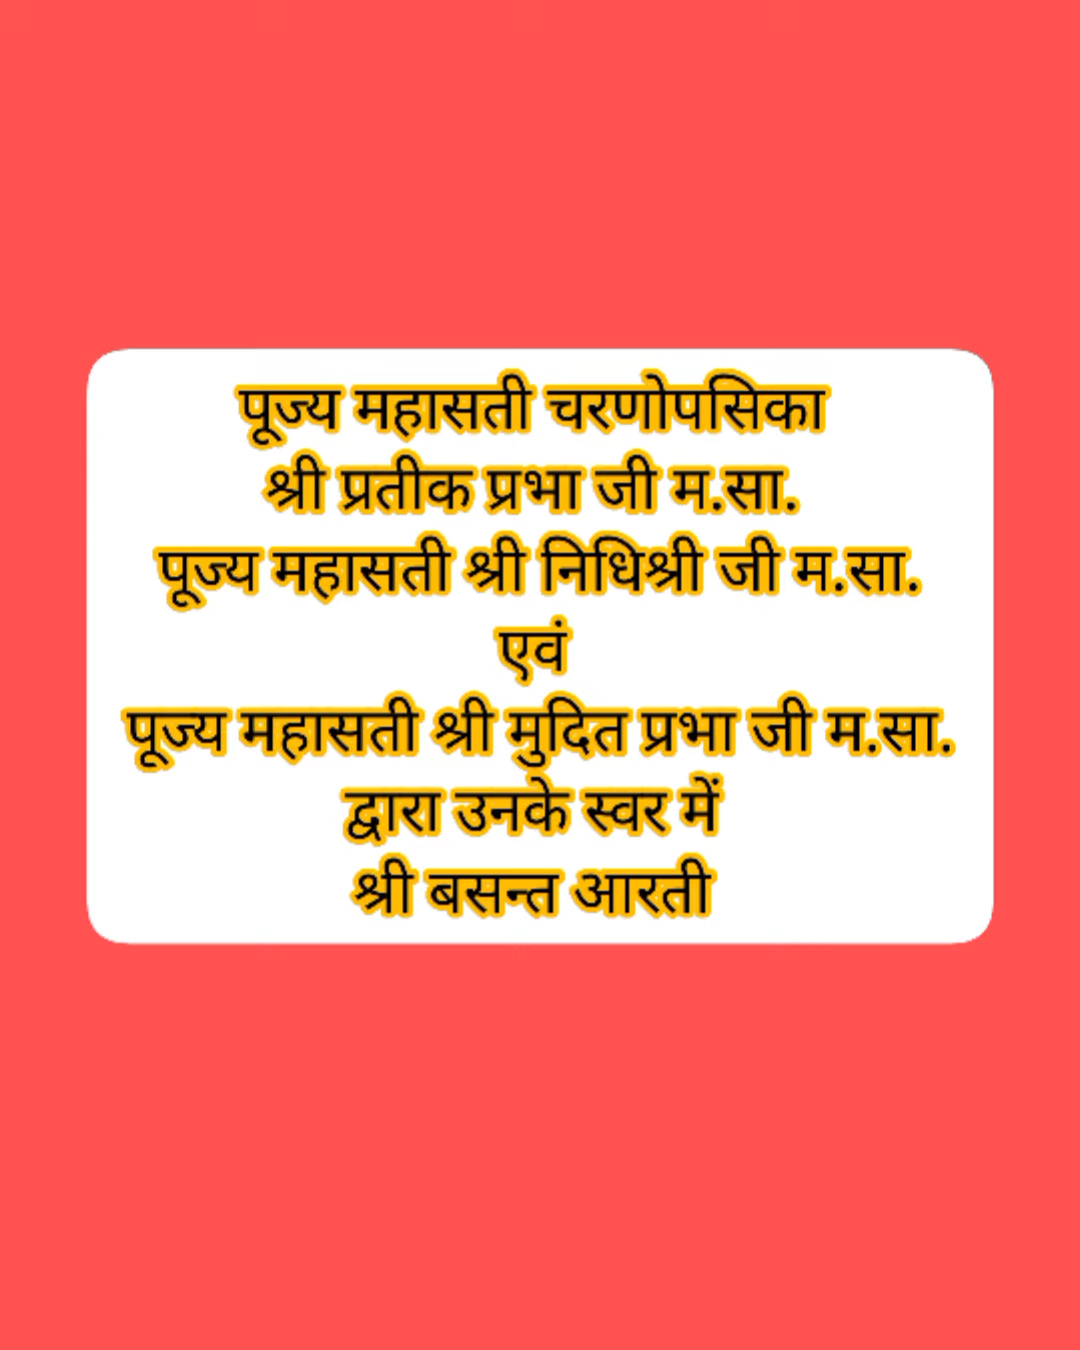 पूज्य महासती चरणोपसिका
श्री प्रतीक प्रभा जी म.सा.
पूज्य महासती श्री निधिश्री जी म.सा.
एवं
पूज्य महासती श्री मुदित प्रभा जी म.सा.
द्वारा उनके स्वर में
श्री बसन्त आरती